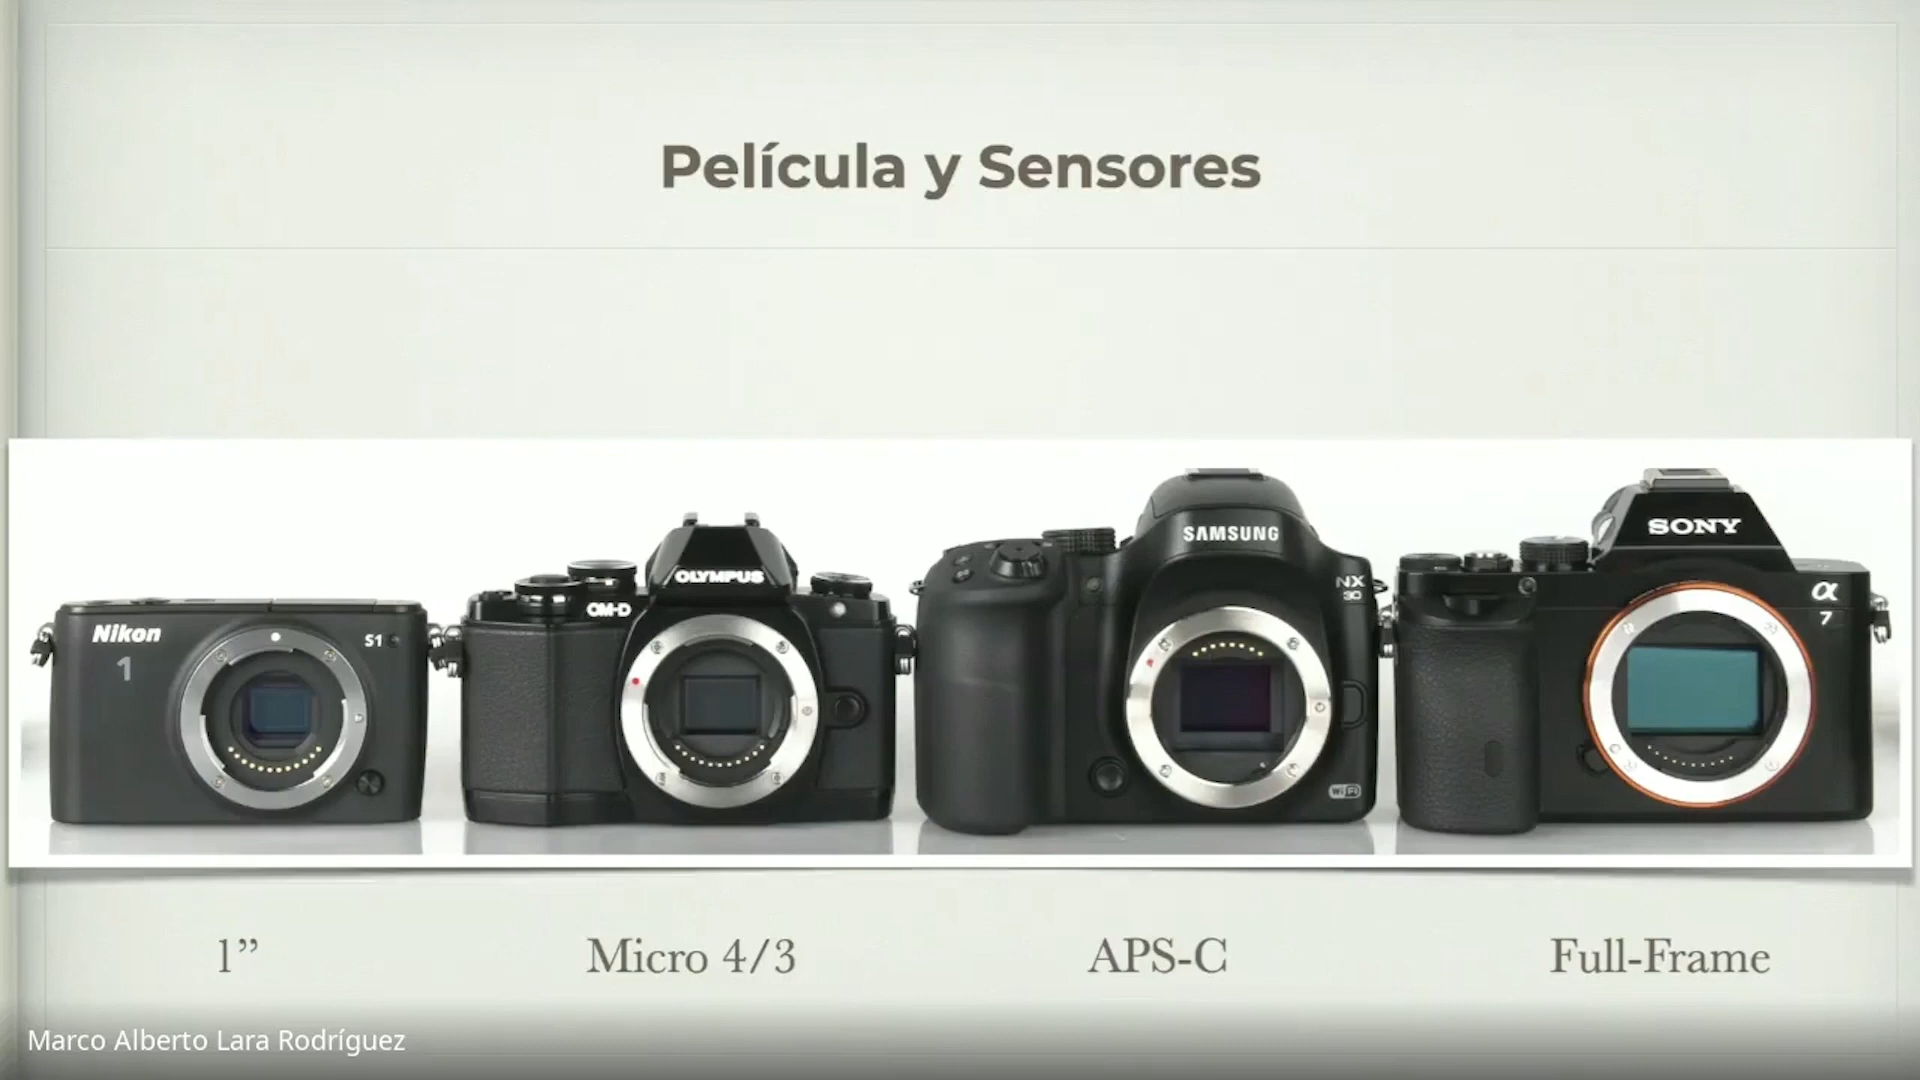 Película y Sensores
Nikon
1
S1
OLYMPUS
OM-D
SAMSUNG
NX
30
WiFi
SONY
α
7
1”
Micro 4/3
APS-C
Full-Frame
Marco Alberto Lara Rodríguez